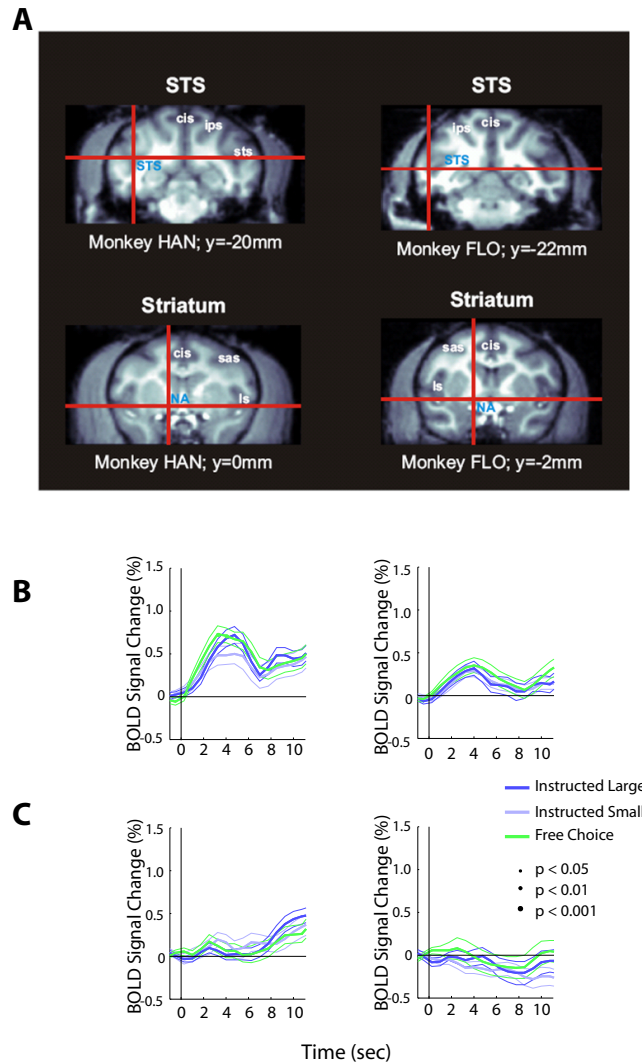 A
STS
STS
cis
ips
sts
STS
ips
cis
STS
Monkey HAN; y=-20mm
Monkey FLO; y=-22mm
Striatum
Striatum
cis
sas
NA
ls
sas
cis
ls
NA
Monkey HAN; y=0mm
Monkey FLO; y=-2mm
B
BOLD Signal Change (%)
1.5
1.0
0.5
0
-0.5
0 2 4 6 8 10
BOLD Signal Change (%)
1.5
1.0
0.5
0
-0.5
0 2 4 6 8 10
Instructed Large
Instructed Small
Free Choice
p < 0.05
p < 0.01
p < 0.001
C
BOLD Signal Change (%)
1.5
1.0
0.5
0
-0.5
0 2 4 6 8 10
BOLD Signal Change (%)
1.5
1.0
0.5
0
-0.5
0 2 4 6 8 10
Time (sec)